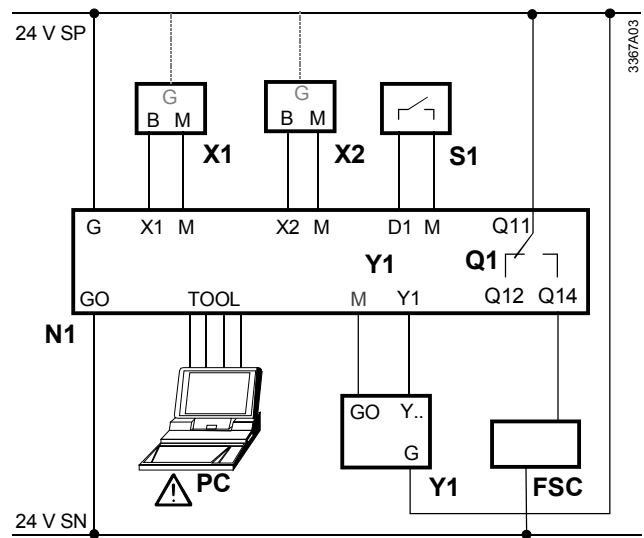 24 V SP
3367A03
G
G
B M
B M
X1
X2
S1
G X1 M X2 M D1 M Q11
Y1
Q1
GO TOOL M Y1 Q12 Q14
N1
GO Y..
G
PC
Y1
FSC
24 V SN